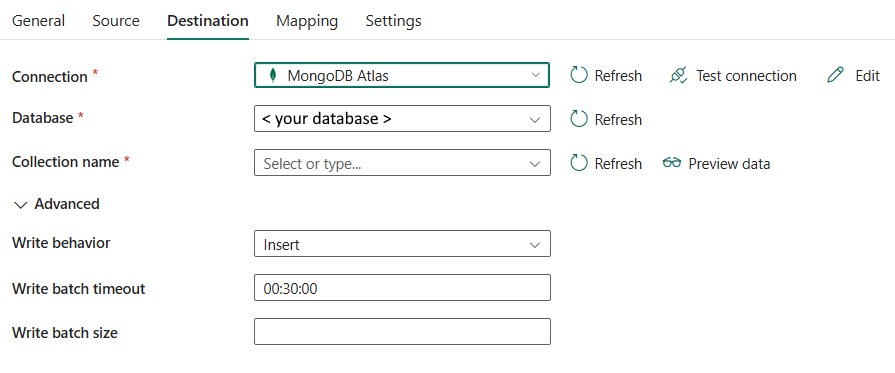 General Source Destination Mapping Settings
Connection * MongoDB Atlas Refresh Test connection Edit
Database * < your database > Refresh
Collection name * Select or type... Refresh Preview data
Advanced
Write behavior Insert
Write batch timeout 00:30:00
Write batch size